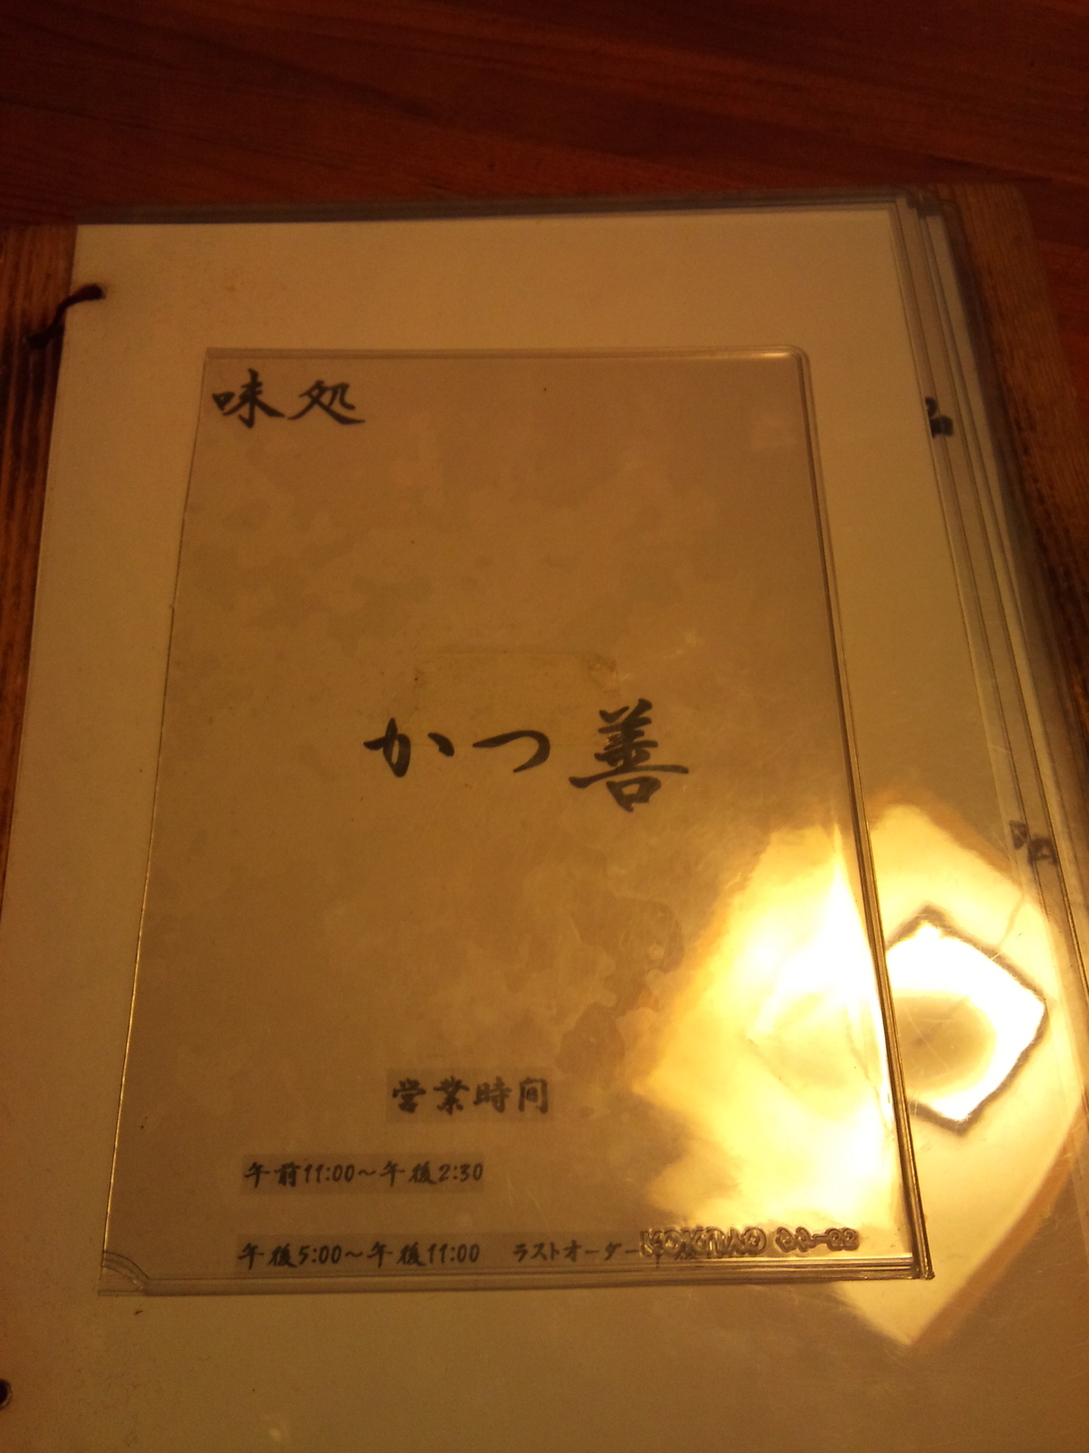 味処
かつ善
営業時間
午前11:00～午後2:30
午後5:00～午後11:00 ラストオーダー